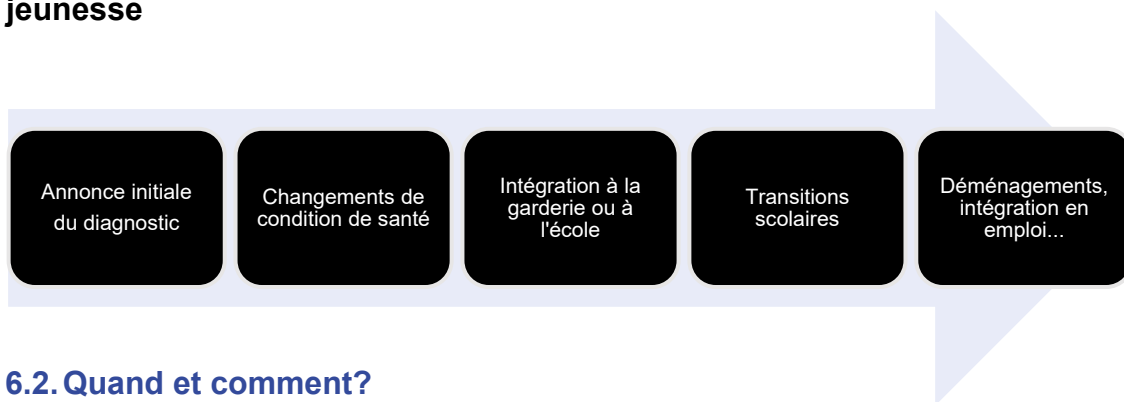 jeunesse
Annonce initiale
du diagnostic
Changements de
condition de santé
Intégration à la
garderie ou à
l'école
Transitions
scolaires
Déménagements,
intégration en
emploi...
6.2. Quand et comment?